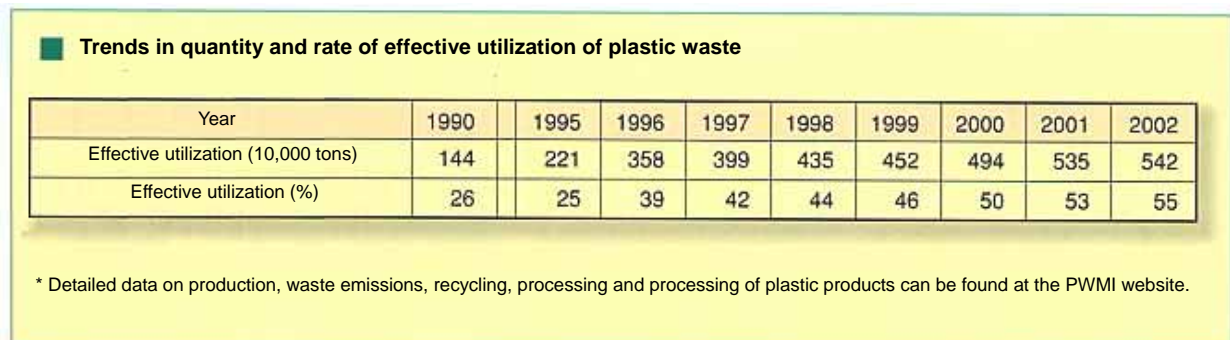 Trends in quantity and rate of effective utilization of plastic waste
Year 1990 1995 1996 1997 1998 1999 2000 2001 2002
Effective utilization (10,000 tons) 144 221 358 399 435 452 494 535 542
Effective utilization (%) 26 25 39 42 44 46 50 53 55
* Detailed data on production, waste emissions, recycling, processing and processing of plastic products can be found at the PWMI website.